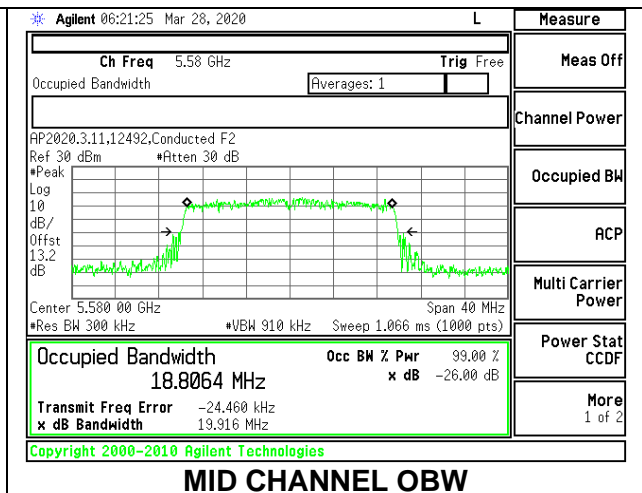 Agilent 06:21:25 Mar 28, 2020 L Measure
Ch Freq 5.58 GHz Trig Free
Meas Off
Occupied Bandwidth Averages: 1
Channel Power
AP2020.3.11,12492,Conducted F2
Ref 30 dBm #Atten 30 dB
#Peak
Log
10
dB/
Offst
13.2
dB
Occupied BW
ACP
Multi Carrier
Power
Center 5.580 00 GHz Span 40 MHz
#Res BW 300 kHz #VBW 910 kHz Sweep 1.066 ms (1000 pts)
Occupied Bandwidth Occ BW % Pwr 99.00 %
18.8064 MHz x dB -26.00 dB
Power Stat
CCDF
Transmit Freq Error -24.460 kHz
x dB Bandwidth 19.916 MHz
More
1 of 2
Copyright 2000-2010 Agilent Technologies
MID CHANNEL OBW